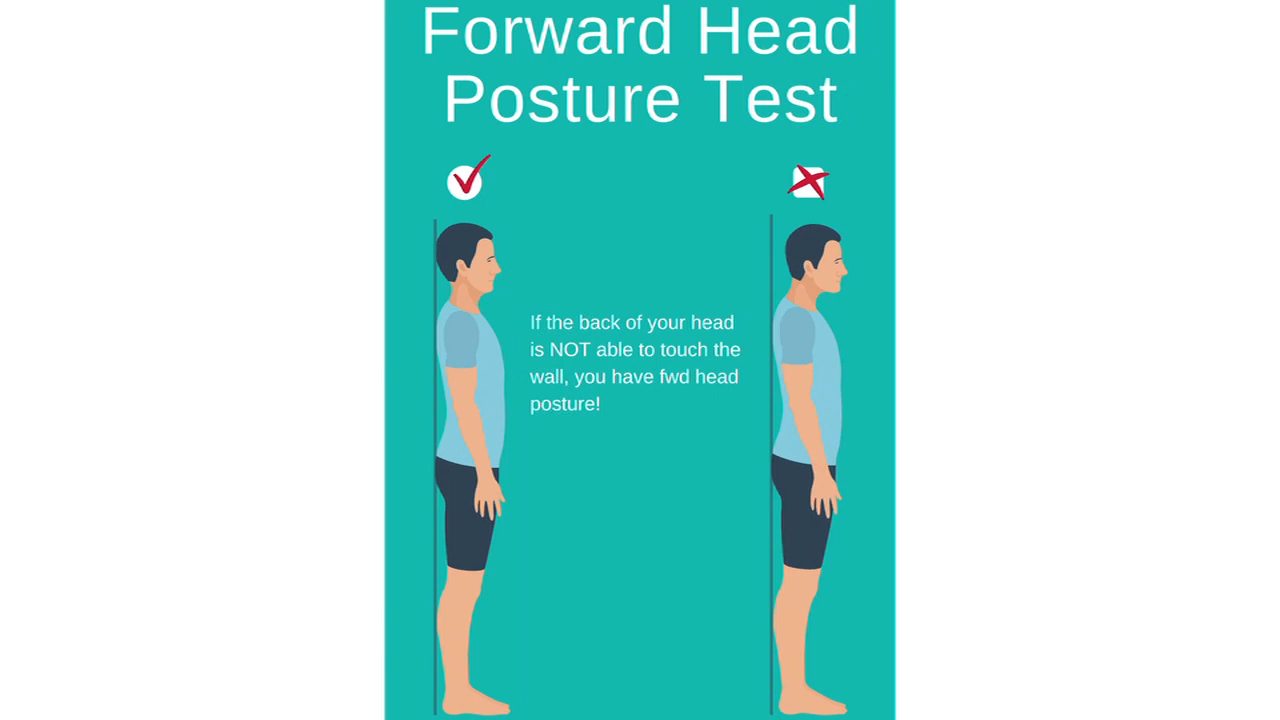 Forward Head
Posture Test
If the back of your head
is NOT able to touch the
wall, you have fwd head
posture!